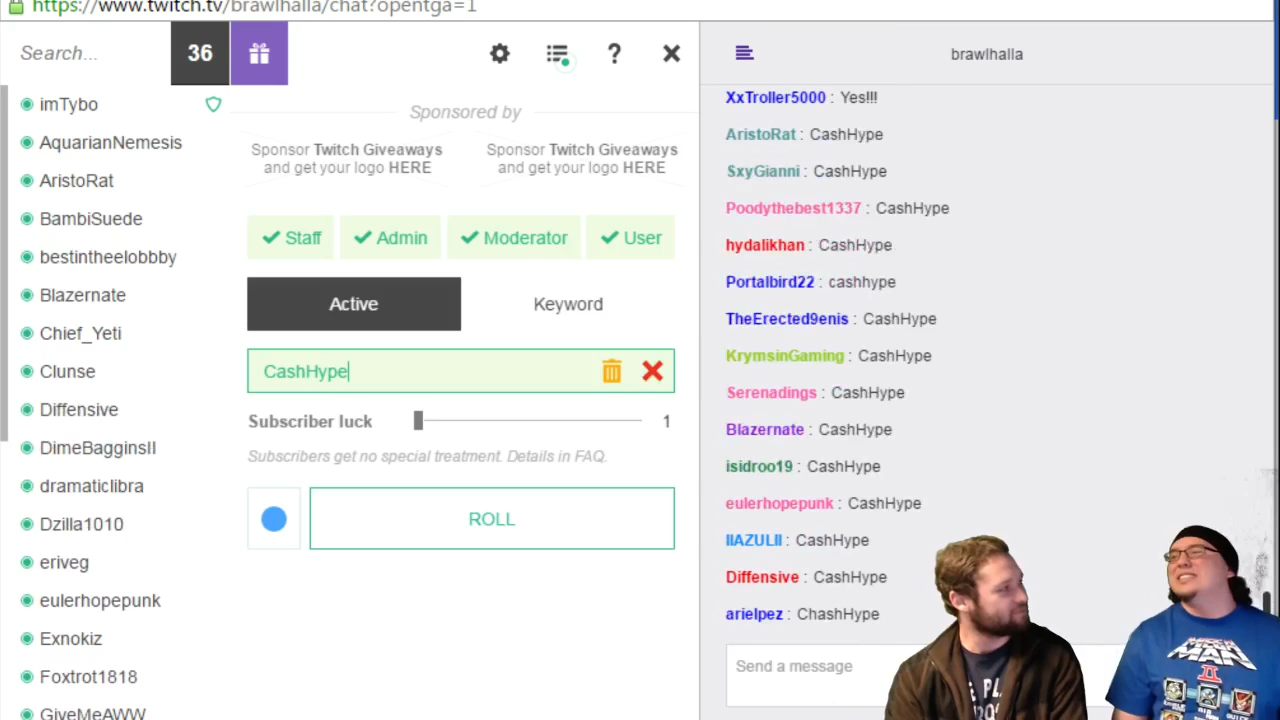 https://www.twitch.tv/brawlhalla/chat?opentga=1
Search...
36
brawlhalla
imTybo
AquarianNemesis
AristoRat
BambiSuede
bestintheelobbby
Blazernate
Chief_Yeti
Clunse
Diffensive
DimeBagginsII
dramaticlibra
Dzilla1010
eriveg
eulerhopepunk
Exnokiz
Foxtrot1818
GiveMeAWW
Sponsored by
Sponsor Twitch Giveaways
and get your logo HERE
Sponsor Twitch Giveaways
and get your logo HERE
Staff
Admin
Moderator
User
Active
Keyword
CashHype
Subscriber luck
1
Subscribers get no special treatment. Details in FAQ.
ROLL
XxTroller5000 : Yes!!!
AristoRat : CashHype
SxyGianni : CashHype
Poodythebest1337 : CashHype
hydalikhan : CashHype
Portalbird22 : cashhype
TheErected9enis : CashHype
KrymsinGaming : CashHype
Serenadings : CashHype
Blazernate : CashHype
isidroo19 : CashHype
eulerhopepunk : CashHype
IIAZULII : CashHype
Diffensive : CashHype
arielpez : ChashHype
Send a message
MEGA
MAN
II